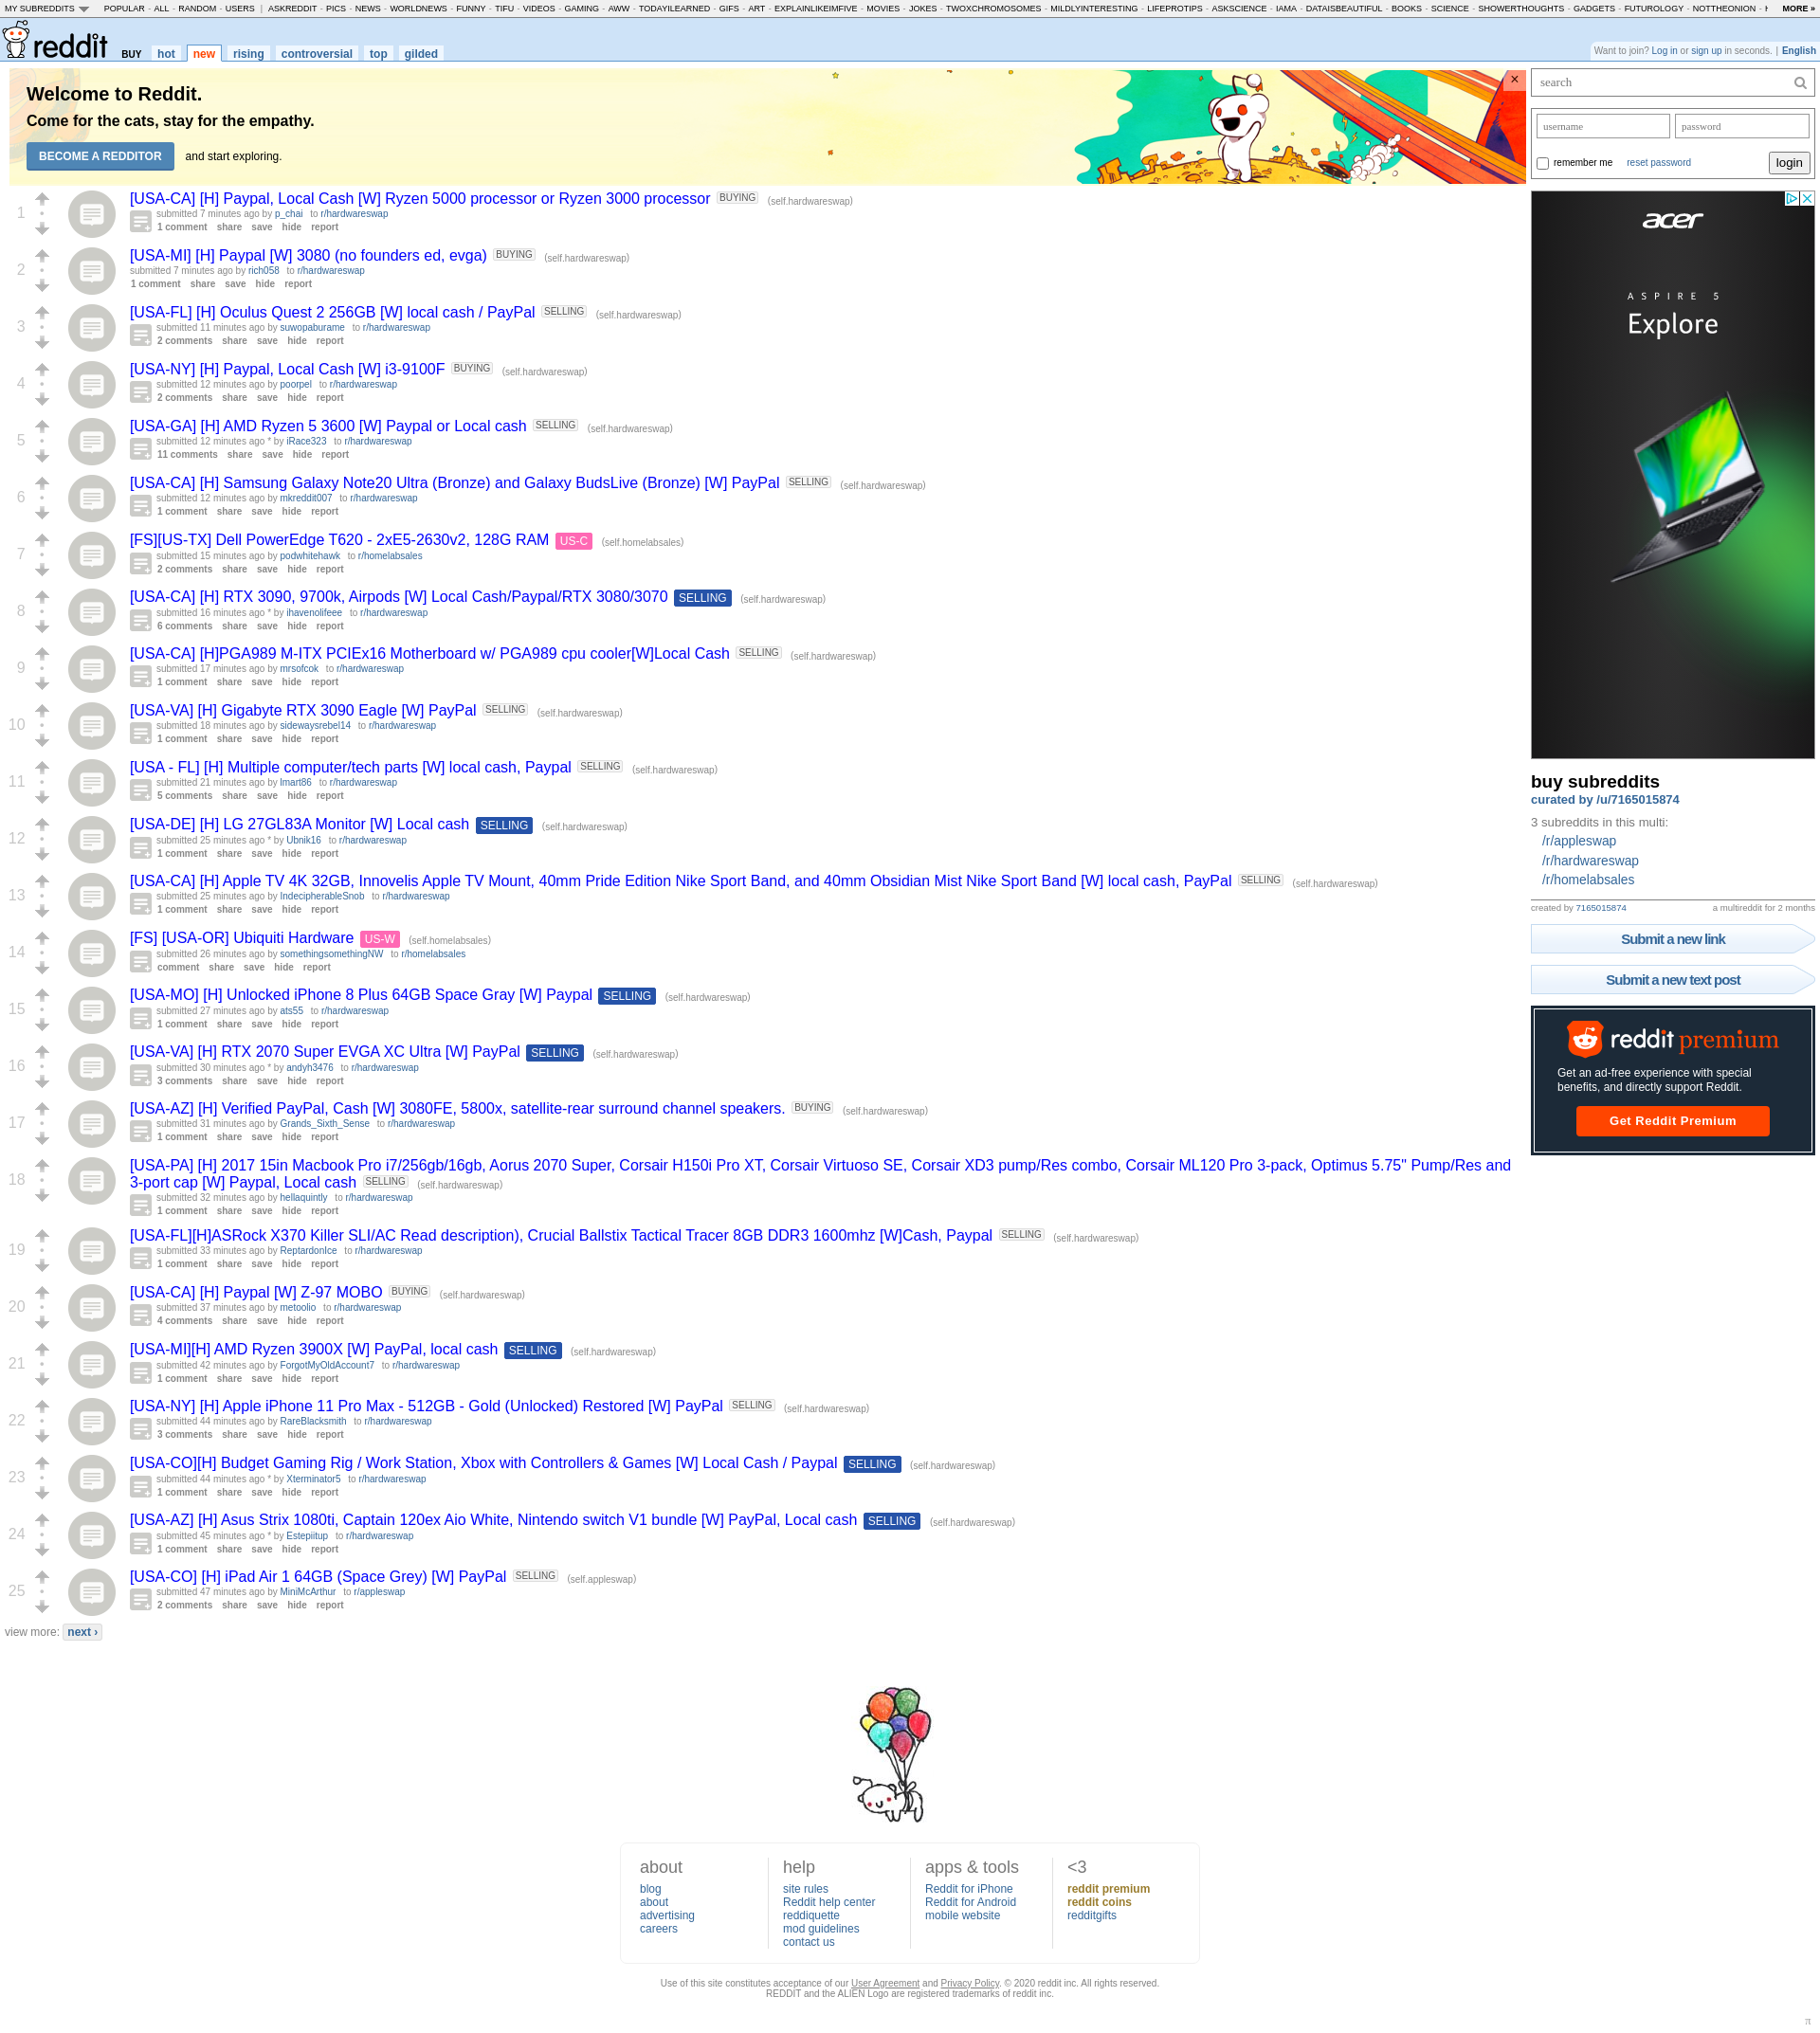 MY SUBREDDITS POPULAR - ALL - RANDOM - USERS | ASKREDDIT - PICS - NEWS - WORLDNEWS - FUNNY - TIFU - VIDEOS - GAMING - AWW - TODAYILEARNED - GIFS - ART - EXPLAINLIKEIMFIVE - MOVIES - JOKES - TWOXCHROMOSOMES - MILDLYINTERESTING - LIFEPROTIPS - ASKSCIENCE - IAMA - DATAISBEAUTIFUL - BOOKS - SCIENCE - SHOWERTHOUGHTS - GADGETS - FUTUROLOGY - NOTTHEONION - MORE »
reddit BUY hot new rising controversial top gilded
Want to join? Log in or sign up in seconds. | English
Welcome to Reddit.
Come for the cats, stay for the empathy.
BECOME A REDDITOR and start exploring.
×
1
[USA-CA] [H] Paypal, Local Cash [W] Ryzen 5000 processor or Ryzen 3000 processor BUYING (self.hardwareswap)
submitted 7 minutes ago by p_chai to r/hardwareswap
1 comment share save hide report
2
[USA-MI] [H] Paypal [W] 3080 (no founders ed, evga) BUYING (self.hardwareswap)
submitted 7 minutes ago by rich058 to r/hardwareswap
1 comment share save hide report
3
[USA-FL] [H] Oculus Quest 2 256GB [W] local cash / PayPal SELLING (self.hardwareswap)
submitted 11 minutes ago by suwopaburame to r/hardwareswap
2 comments share save hide report
4
[USA-NY] [H] Paypal, Local Cash [W] i3-9100F BUYING (self.hardwareswap)
submitted 12 minutes ago by poorpel to r/hardwareswap
2 comments share save hide report
5
[USA-GA] [H] AMD Ryzen 5 3600 [W] Paypal or Local cash SELLING (self.hardwareswap)
submitted 12 minutes ago * by iRace323 to r/hardwareswap
11 comments share save hide report
6
[USA-CA] [H] Samsung Galaxy Note20 Ultra (Bronze) and Galaxy BudsLive (Bronze) [W] PayPal SELLING (self.hardwareswap)
submitted 12 minutes ago by mkreddit007 to r/hardwareswap
1 comment share save hide report
7
[FS][US-TX] Dell PowerEdge T620 - 2xE5-2630v2, 128G RAM US-C (self.homelabsales)
submitted 15 minutes ago by podwhitehawk to r/homelabsales
2 comments share save hide report
8
[USA-CA] [H] RTX 3090, 9700k, Airpods [W] Local Cash/Paypal/RTX 3080/3070 SELLING (self.hardwareswap)
submitted 16 minutes ago * by ihavenolifeee to r/hardwareswap
6 comments share save hide report
9
[USA-CA] [H]PGA989 M-ITX PCIEx16 Motherboard w/ PGA989 cpu cooler[W]Local Cash SELLING (self.hardwareswap)
submitted 17 minutes ago by mrsofcok to r/hardwareswap
1 comment share save hide report
10
[USA-VA] [H] Gigabyte RTX 3090 Eagle [W] PayPal SELLING (self.hardwareswap)
submitted 18 minutes ago by sidewaysrebel14 to r/hardwareswap
1 comment share save hide report
11
[USA - FL] [H] Multiple computer/tech parts [W] local cash, Paypal SELLING (self.hardwareswap)
submitted 21 minutes ago by lmart86 to r/hardwareswap
5 comments share save hide report
12
[USA-DE] [H] LG 27GL83A Monitor [W] Local cash SELLING (self.hardwareswap)
submitted 25 minutes ago * by Ubnik16 to r/hardwareswap
1 comment share save hide report
13
[USA-CA] [H] Apple TV 4K 32GB, Innovelis Apple TV Mount, 40mm Pride Edition Nike Sport Band, and 40mm Obsidian Mist Nike Sport Band [W] local cash, PayPal SELLING (self.hardwareswap)
submitted 25 minutes ago by IndecipherableSnob to r/hardwareswap
1 comment share save hide report
14
[FS] [USA-OR] Ubiquiti Hardware US-W (self.homelabsales)
submitted 26 minutes ago by somethingsomethingNW to r/homelabsales
comment share save hide report
15
[USA-MO] [H] Unlocked iPhone 8 Plus 64GB Space Gray [W] Paypal SELLING (self.hardwareswap)
submitted 27 minutes ago by ats55 to r/hardwareswap
1 comment share save hide report
16
[USA-VA] [H] RTX 2070 Super EVGA XC Ultra [W] PayPal SELLING (self.hardwareswap)
submitted 30 minutes ago * by andyh3476 to r/hardwareswap
3 comments share save hide report
17
[USA-AZ] [H] Verified PayPal, Cash [W] 3080FE, 5800x, satellite-rear surround channel speakers. BUYING (self.hardwareswap)
submitted 31 minutes ago by Grands_Sixth_Sense to r/hardwareswap
1 comment share save hide report
18
[USA-PA] [H] 2017 15in Macbook Pro i7/256gb/16gb, Aorus 2070 Super, Corsair H150i Pro XT, Corsair Virtuoso SE, Corsair XD3 pump/Res combo, Corsair ML120 Pro 3-pack, Optimus 5.75" Pump/Res and
3-port cap [W] Paypal, Local cash SELLING (self.hardwareswap)
submitted 32 minutes ago by hellaquintly to r/hardwareswap
1 comment share save hide report
19
[USA-FL][H]ASRock X370 Killer SLI/AC Read description), Crucial Ballstix Tactical Tracer 8GB DDR3 1600mhz [W]Cash, Paypal SELLING (self.hardwareswap)
submitted 33 minutes ago by ReptardonIce to r/hardwareswap
1 comment share save hide report
20
[USA-CA] [H] Paypal [W] Z-97 MOBO BUYING (self.hardwareswap)
submitted 37 minutes ago by metoolio to r/hardwareswap
4 comments share save hide report
21
[USA-MI][H] AMD Ryzen 3900X [W] PayPal, local cash SELLING (self.hardwareswap)
submitted 42 minutes ago by ForgotMyOldAccount7 to r/hardwareswap
1 comment share save hide report
22
[USA-NY] [H] Apple iPhone 11 Pro Max - 512GB - Gold (Unlocked) Restored [W] PayPal SELLING (self.hardwareswap)
submitted 44 minutes ago by RareBlacksmith to r/hardwareswap
3 comments share save hide report
23
[USA-CO][H] Budget Gaming Rig / Work Station, Xbox with Controllers & Games [W] Local Cash / Paypal SELLING (self.hardwareswap)
submitted 44 minutes ago * by Xterminator5 to r/hardwareswap
1 comment share save hide report
24
[USA-AZ] [H] Asus Strix 1080ti, Captain 120ex Aio White, Nintendo switch V1 bundle [W] PayPal, Local cash SELLING (self.hardwareswap)
submitted 45 minutes ago * by Estepiitup to r/hardwareswap
1 comment share save hide report
25
[USA-CO] [H] iPad Air 1 64GB (Space Grey) [W] PayPal SELLING (self.appleswap)
submitted 47 minutes ago by MiniMcArthur to r/appleswap
2 comments share save hide report
view more: next ›
search
username password
remember me reset password login
acer
ASPIRE 5
Explore
buy subreddits
curated by /u/7165015874
3 subreddits in this multi:
/r/appleswap
/r/hardwareswap
/r/homelabsales
created by 7165015874 a multireddit for 2 months
Submit a new link
Submit a new text post
reddit premium
Get an ad-free experience with special
benefits, and directly support Reddit.
Get Reddit Premium
about
blog
about
advertising
careers
help
site rules
Reddit help center
reddiquette
mod guidelines
contact us
apps & tools
Reddit for iPhone
Reddit for Android
mobile website
<3
reddit premium
reddit coins
redditgifts
Use of this site constitutes acceptance of our User Agreement and Privacy Policy. © 2020 reddit inc. All rights reserved.
REDDIT and the ALIEN Logo are registered trademarks of reddit inc.
π